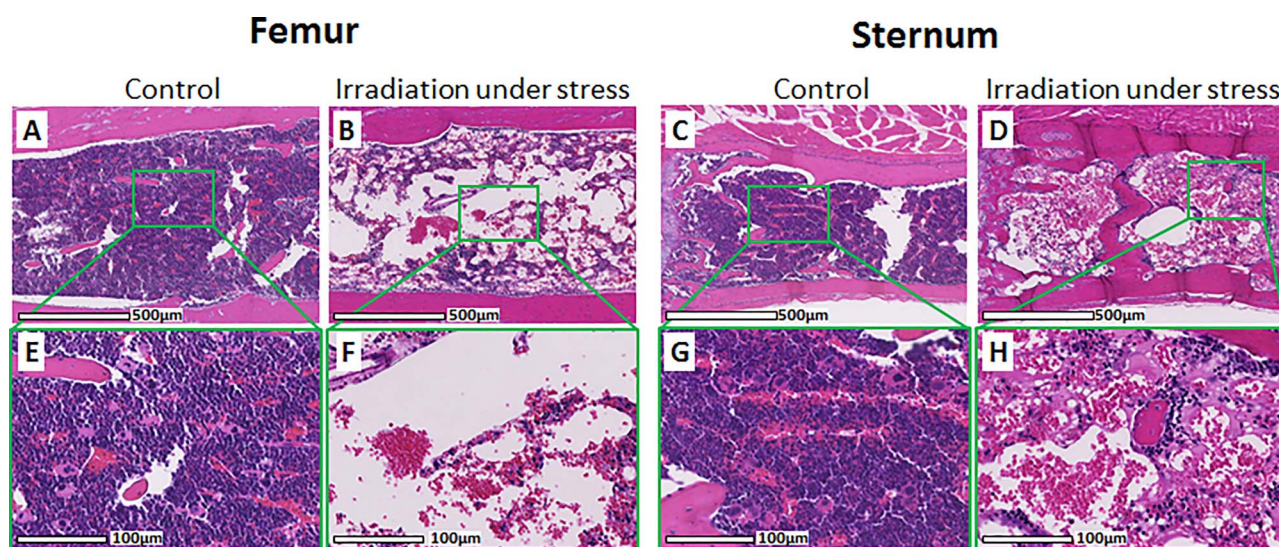 Femur Sternum
Control Irradiation under stress Control Irradiation under stress
A B C D
500µm 500µm 500µm 500µm
E F G H
100µm 100µm 100µm 100µm